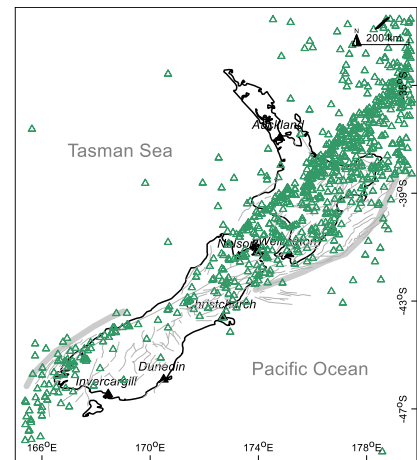 N
200 km
35°S
Auckland
Tasman Sea
39°S
Nelson
Wellington
43°S
Christchurch
Dunedin
Pacific Ocean
Invercargill
47°S
166°E
170°E
174°E
178°E